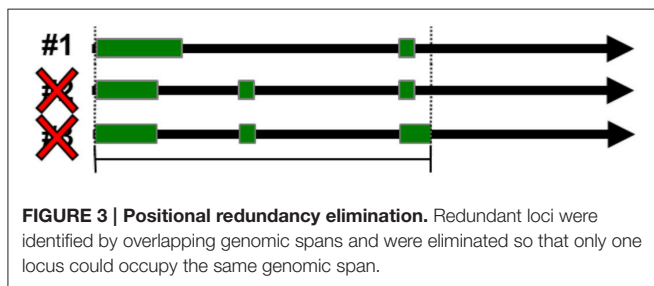 #1
FIGURE 3 | Positional redundancy elimination. Redundant loci were
identified by overlapping genomic spans and were eliminated so that only one
locus could occupy the same genomic span.